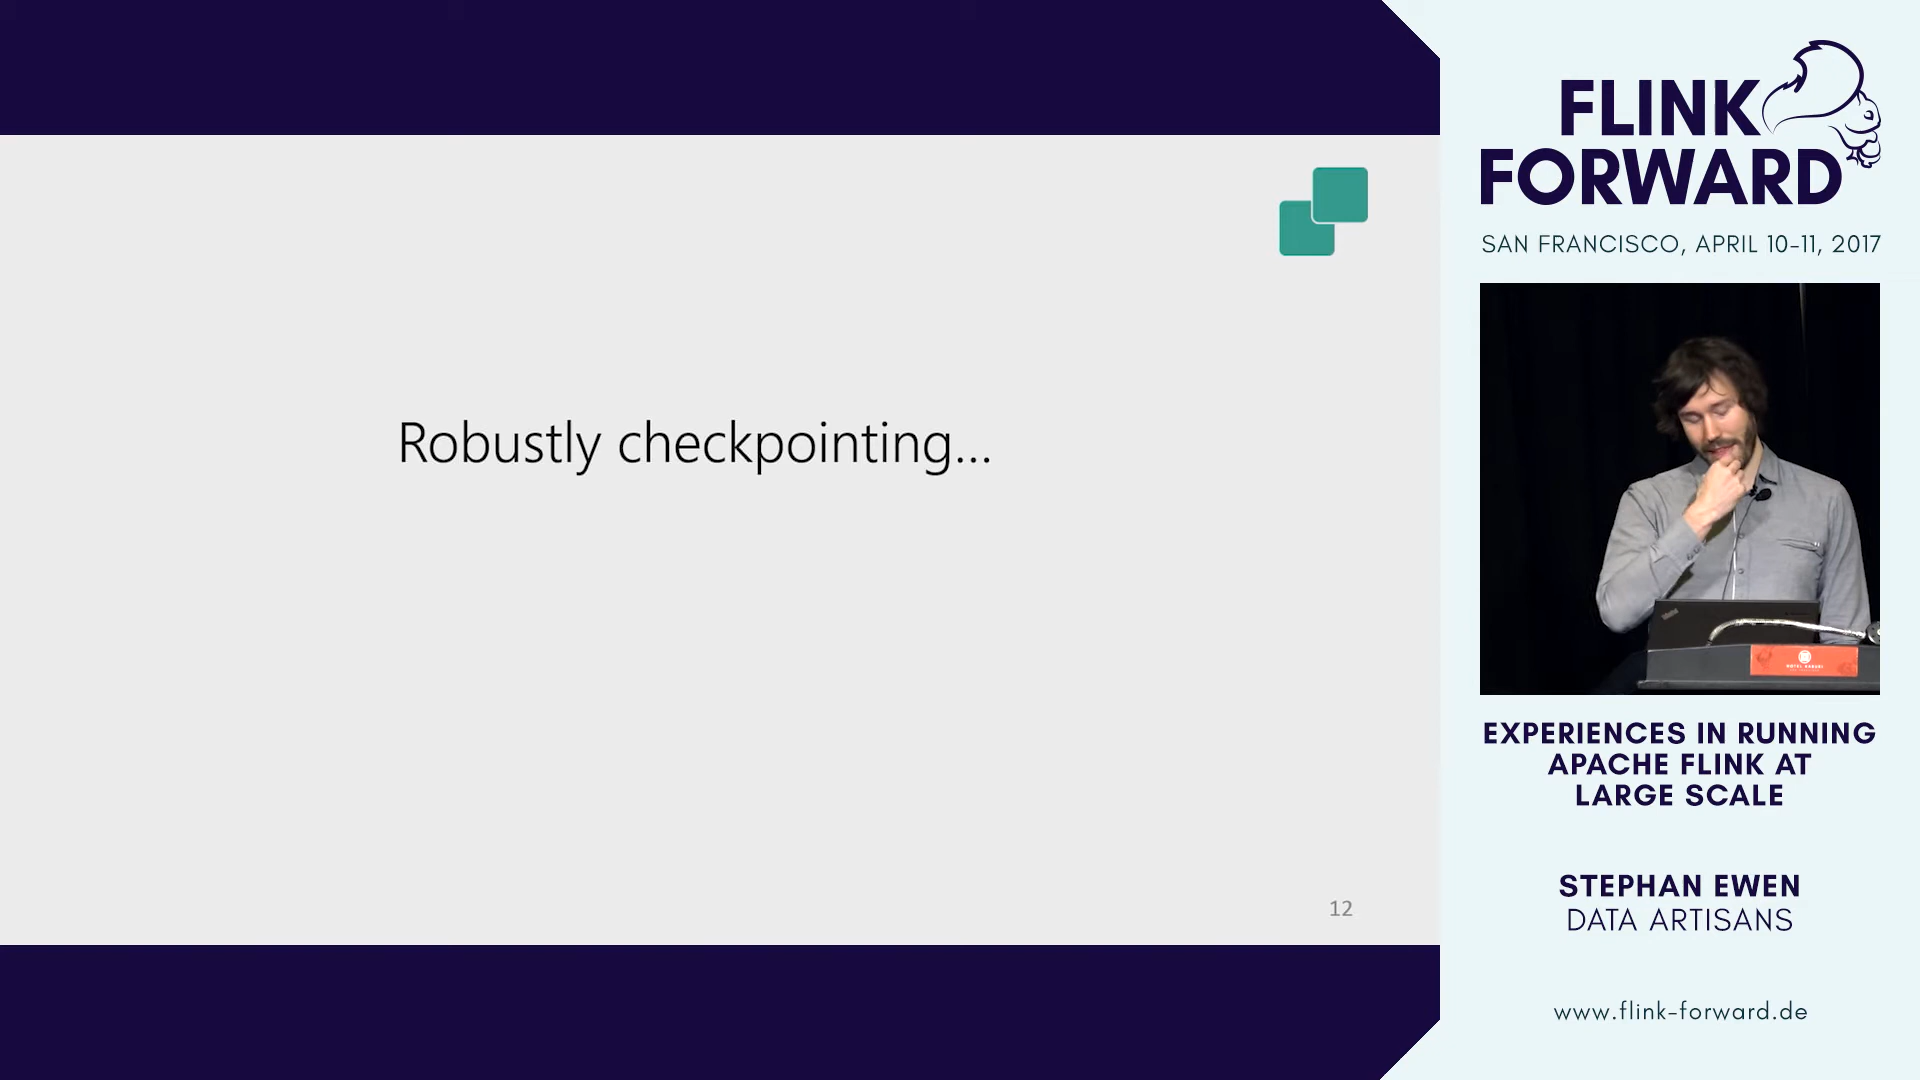 Robustly checkpointing...
12
FLINK
FORWARD
SAN FRANCISCO, APRIL 10-11, 2017
EXPERIENCES IN RUNNING
APACHE FLINK AT
LARGE SCALE
STEPHAN EWEN
DATA ARTISANS
www.flink-forward.de